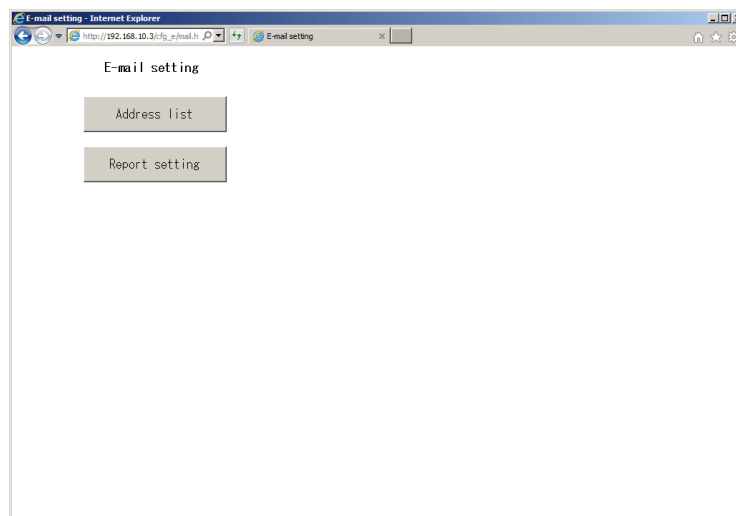 E-mail setting - Internet Explorer
http://192.168.10.3/cfg_e/mail.h
E-mail setting
E-mail setting
Address list
Report setting